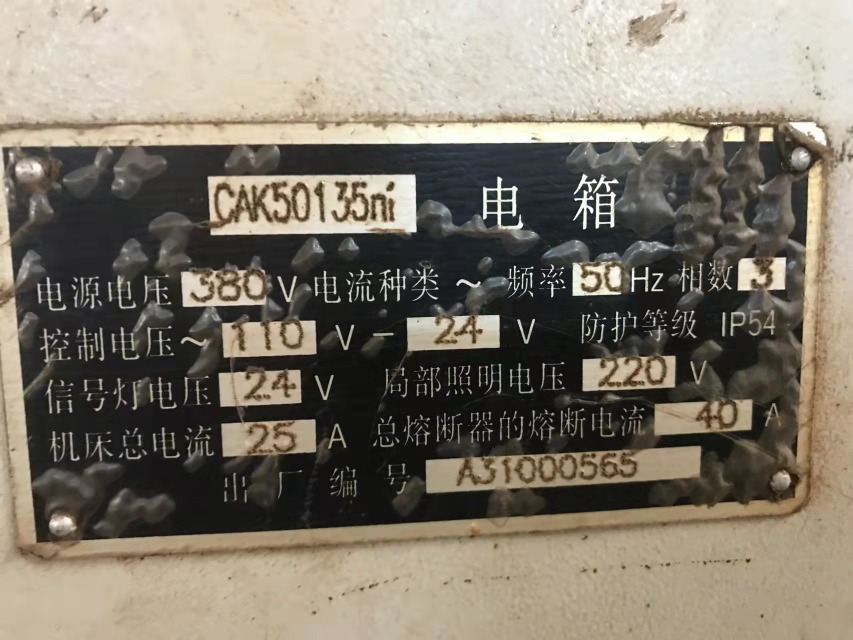 CAK50135ni 电箱
电源电压 380 V 电流种类 ~ 频率 50 Hz 相数 3
控制电压~ 110 V － 24 V 防护等级 IP54
信号灯电压 24 V 局部照明电压 220 V
机床总电流 25 A 总熔断器的熔断电流 40 A
出厂编号 A31000565